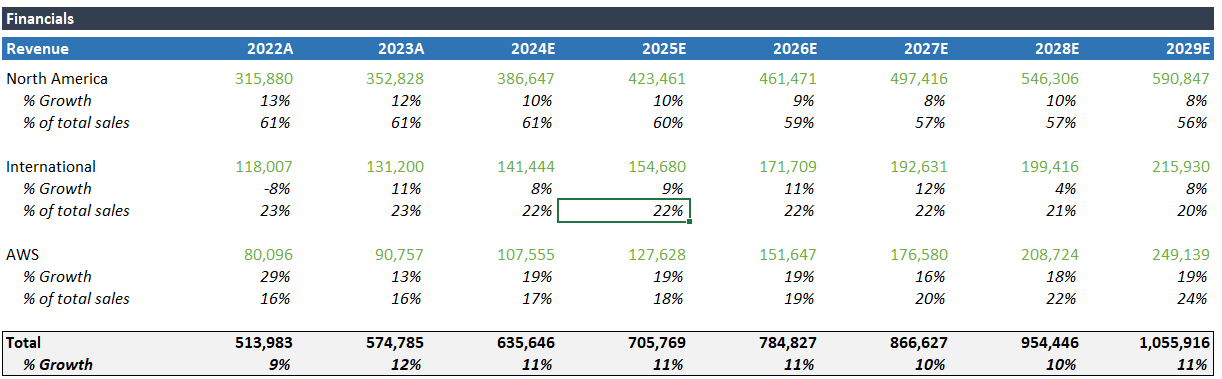 Financials
Revenue 2022A 2023A 2024E 2025E 2026E 2027E 2028E 2029E
North America 315,880 352,828 386,647 423,461 461,471 497,416 546,306 590,847
% Growth 13% 12% 10% 10% 9% 8% 10% 8%
% of total sales 61% 61% 61% 60% 59% 57% 57% 56%
International 118,007 131,200 141,444 154,680 171,709 192,631 199,416 215,930
% Growth -8% 11% 8% 9% 11% 12% 4% 8%
% of total sales 23% 23% 22% 22% 22% 22% 21% 20%
AWS 80,096 90,757 107,555 127,628 151,647 176,580 208,724 249,139
% Growth 29% 13% 19% 19% 19% 16% 18% 19%
% of total sales 16% 16% 17% 18% 19% 20% 22% 24%
Total 513,983 574,785 635,646 705,769 784,827 866,627 954,446 1,055,916
% Growth 9% 12% 11% 11% 11% 10% 10% 11%